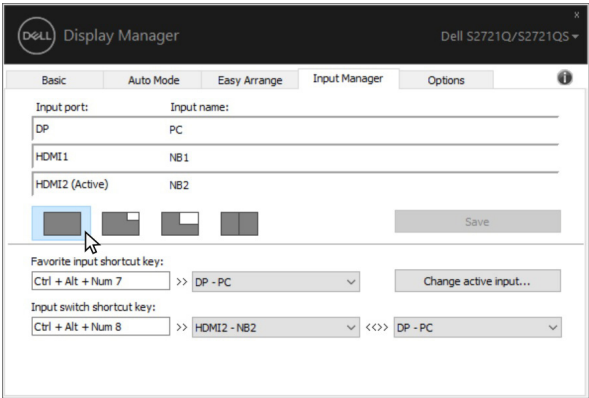 x
DELL Display Manager Dell S2721Q/S2721QS
Basic Auto Mode Easy Arrange Input Manager Options i
Input port: Input name:
DP PC
HDMI1 NB1
HDMI2 (Active) NB2
Save
Favorite input shortcut key:
Ctrl + Alt + Num 7 >> DP - PC Change active input...
Input switch shortcut key:
Ctrl + Alt + Num 8 >> HDMI2 - NB2 <<>> DP - PC